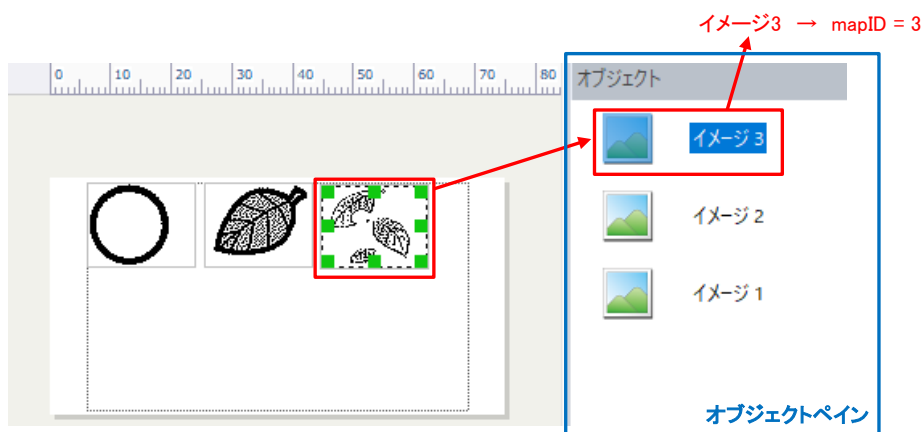 イメージ3 → mapID = 3
0 10 20 30 40 50 60 70 80
オブジェクト
イメージ 3
イメージ 2
イメージ 1
オブジェクトペイン